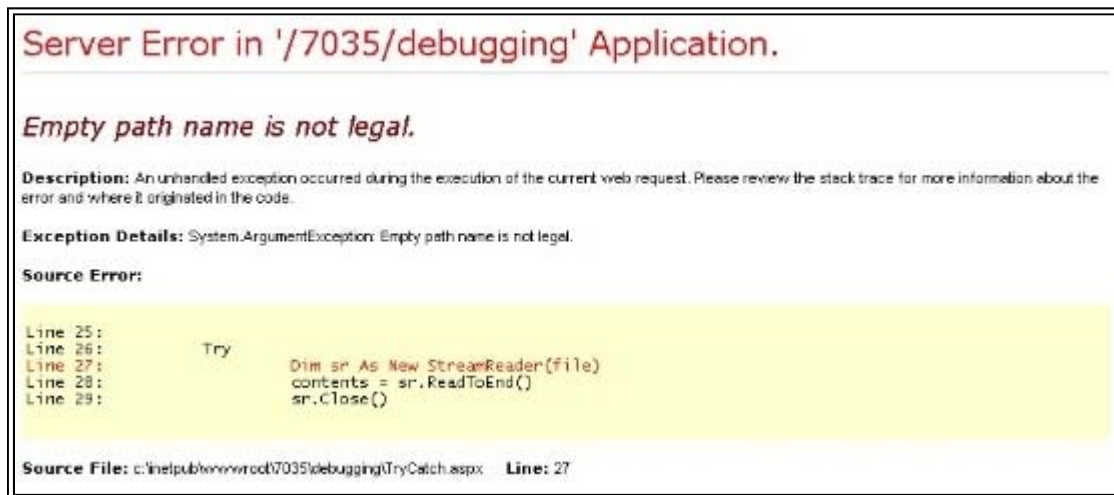 Server Error in '/7035/debugging' Application.
Empty path name is not legal.
Description: An unhandled exception occurred during the execution of the current web request. Please review the stack trace for more information about the
error and where it originated in the code.
Exception Details: System.ArgumentException: Empty path name is not legal.
Source Error:
Line 25:
Line 26: Try
Line 27: Dim sr As New StreamReader(file)
Line 28: contents = sr.ReadToEnd()
Line 29: sr.Close()
Source File: c:\inetpub\wwwroot\7035\debugging\TryCatch.aspx Line: 27